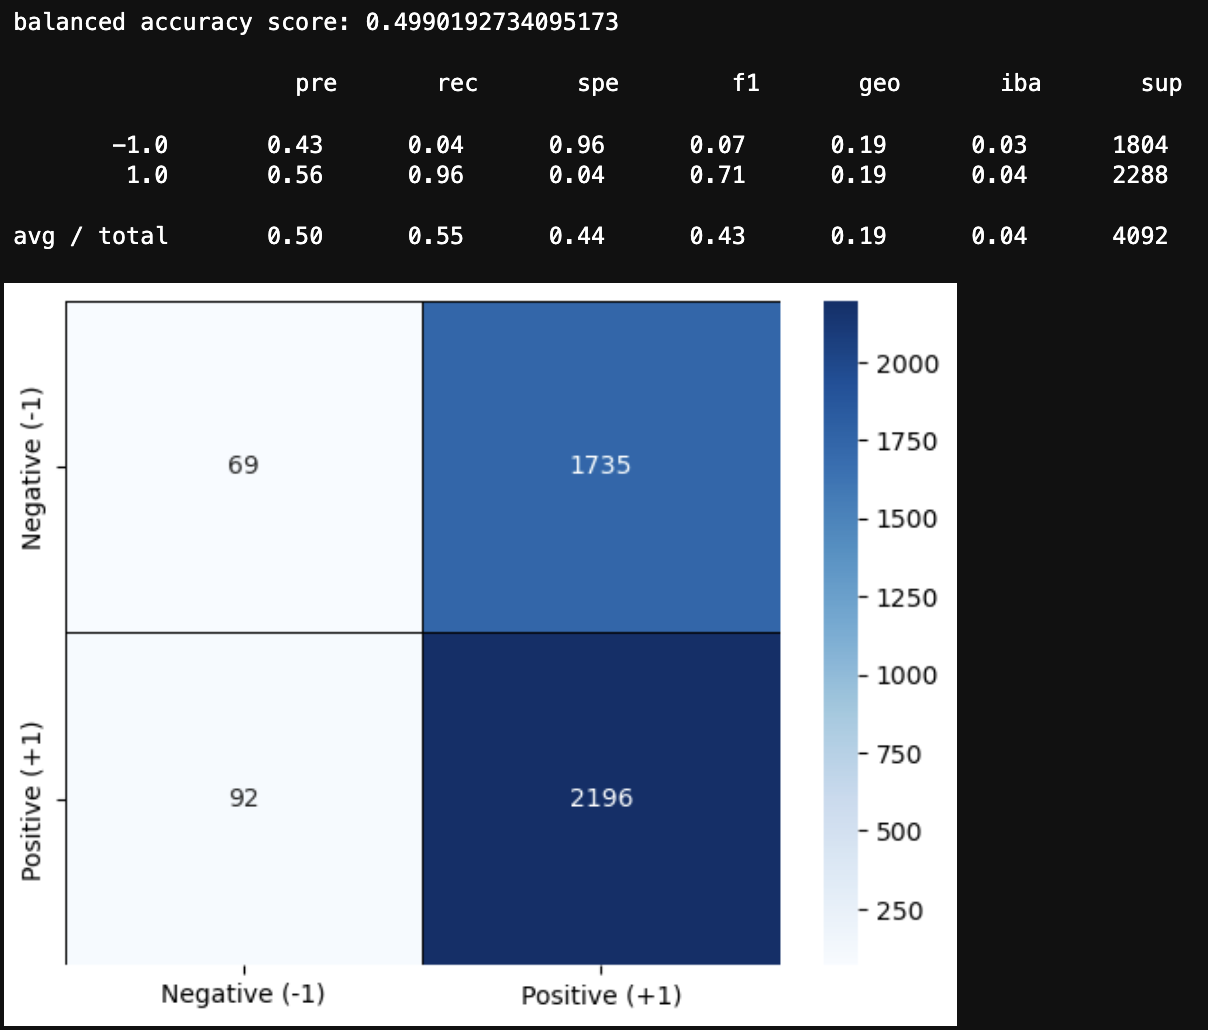 balanced accuracy score: 0.4990192734095173
pre rec spe f1 geo iba sup
−1.0 0.43 0.04 0.96 0.07 0.19 0.03 1804
1.0 0.56 0.96 0.04 0.71 0.19 0.04 2288
avg / total 0.50 0.55 0.44 0.43 0.19 0.04 4092
Negative (-1)
69
1735
Positive (+1)
92
2196
Negative (-1)
Positive (+1)
2000
1750
1500
1250
1000
750
500
250